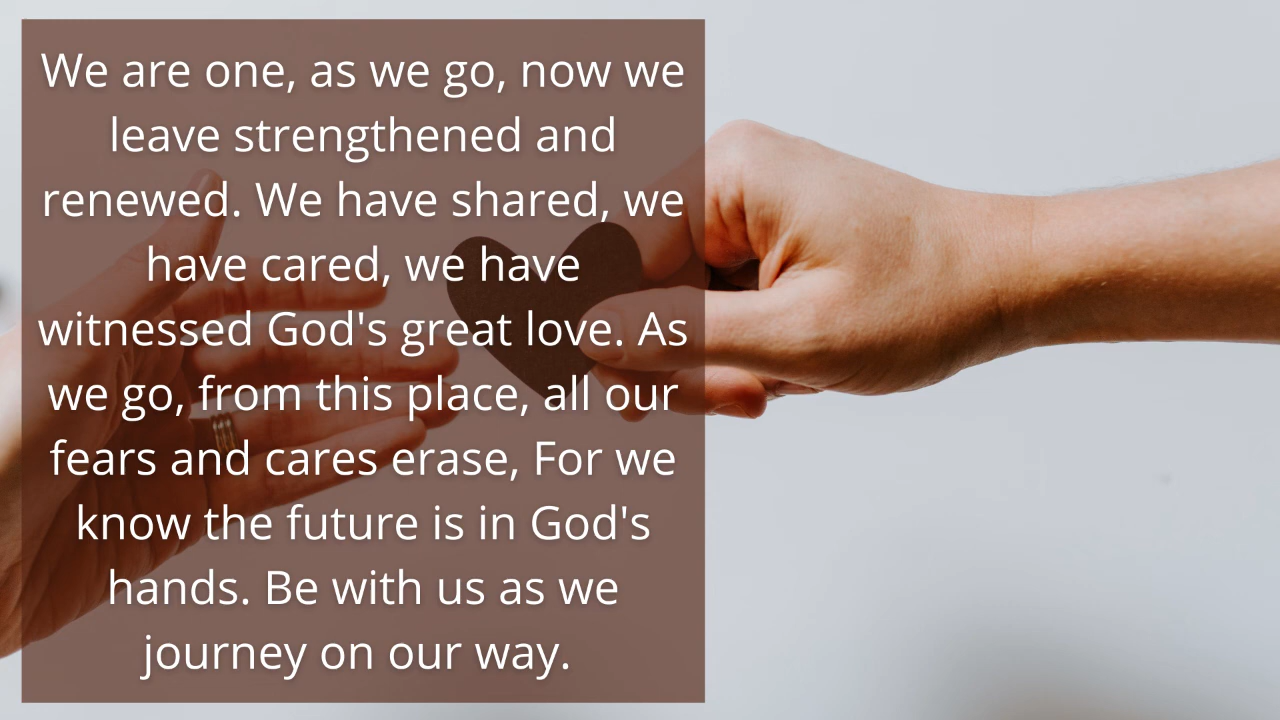 We are one, as we go, now we
leave strengthened and
renewed. We have shared, we
have cared, we have
witnessed God's great love. As
we go, from this place, all our
fears and cares erase, For we
know the future is in God's
hands. Be with us as we
journey on our way.